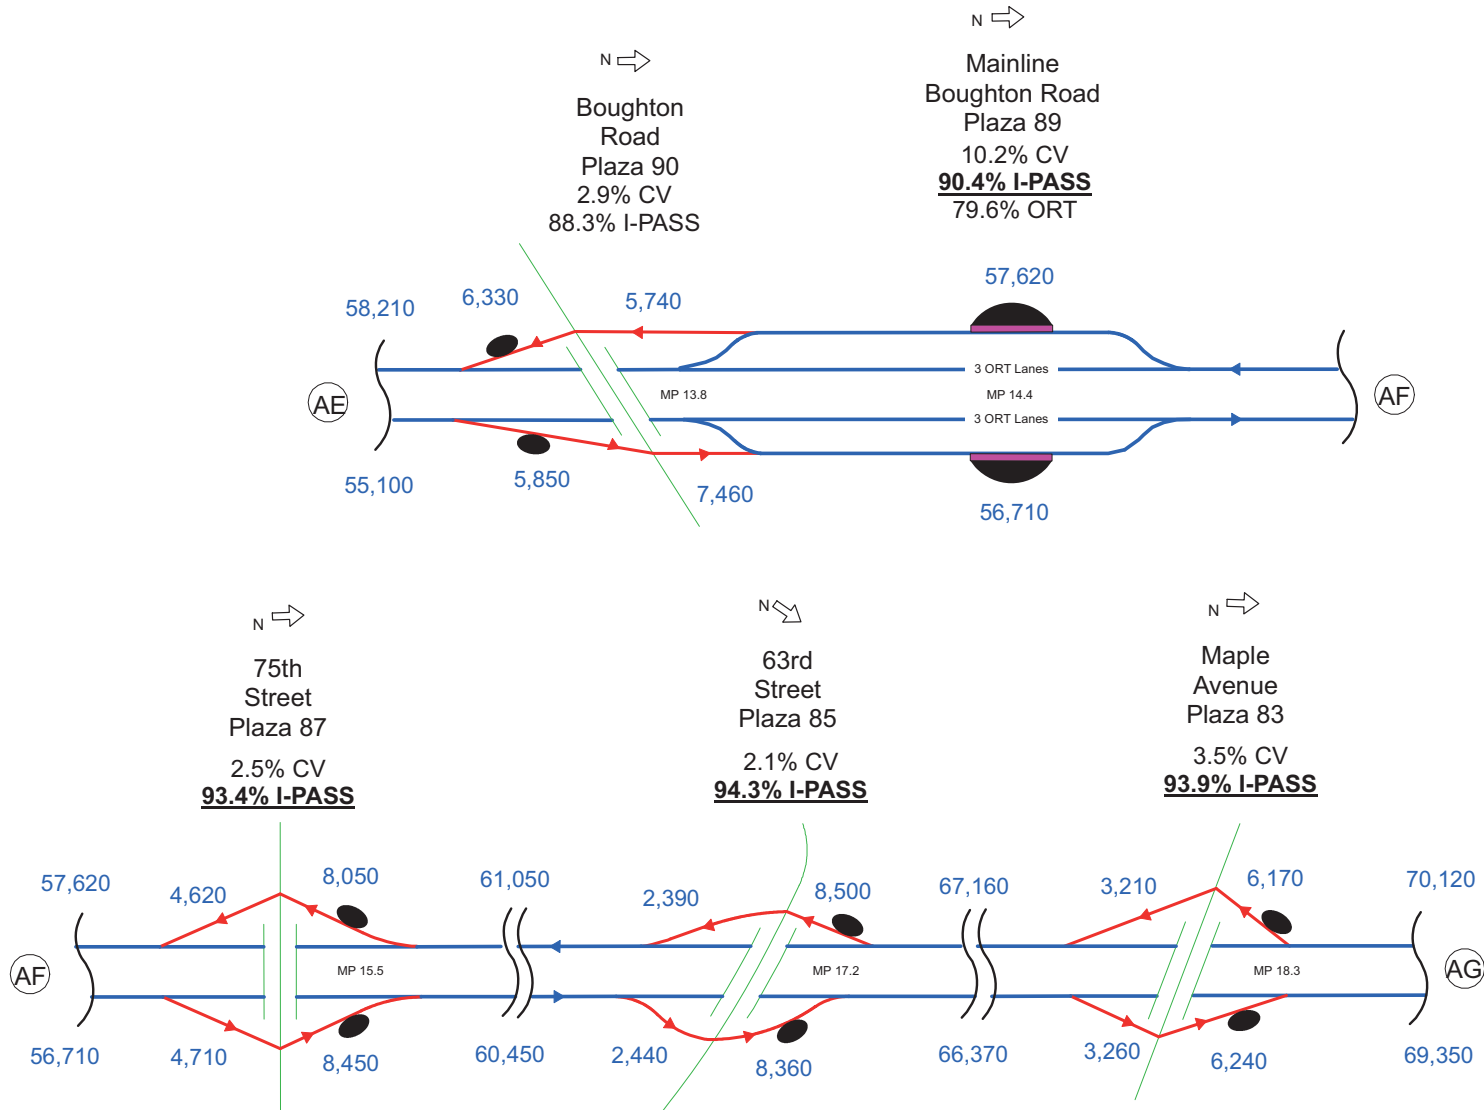 N
Mainline
Boughton Road
Plaza 89
10.2% CV
90.4% I-PASS
79.6% ORT
N
Boughton
Road
Plaza 90
2.9% CV
88.3% I-PASS
57,620
6,330
5,740
58,210
3 ORT Lanes
MP 13.8
MP 14.4
AE
AF
3 ORT Lanes
55,100
5,850
7,460
56,710
N
75th
Street
Plaza 87
2.5% CV
93.4% I-PASS
N
63rd
Street
Plaza 85
2.1% CV
94.3% I-PASS
N
Maple
Avenue
Plaza 83
3.5% CV
93.9% I-PASS
57,620
4,620
8,050
61,050
2,390
8,500
67,160
3,210
6,170
70,120
AF
MP 15.5
MP 17.2
MP 18.3
AG
56,710
4,710
8,450
60,450
2,440
8,360
66,370
3,260
6,240
69,350